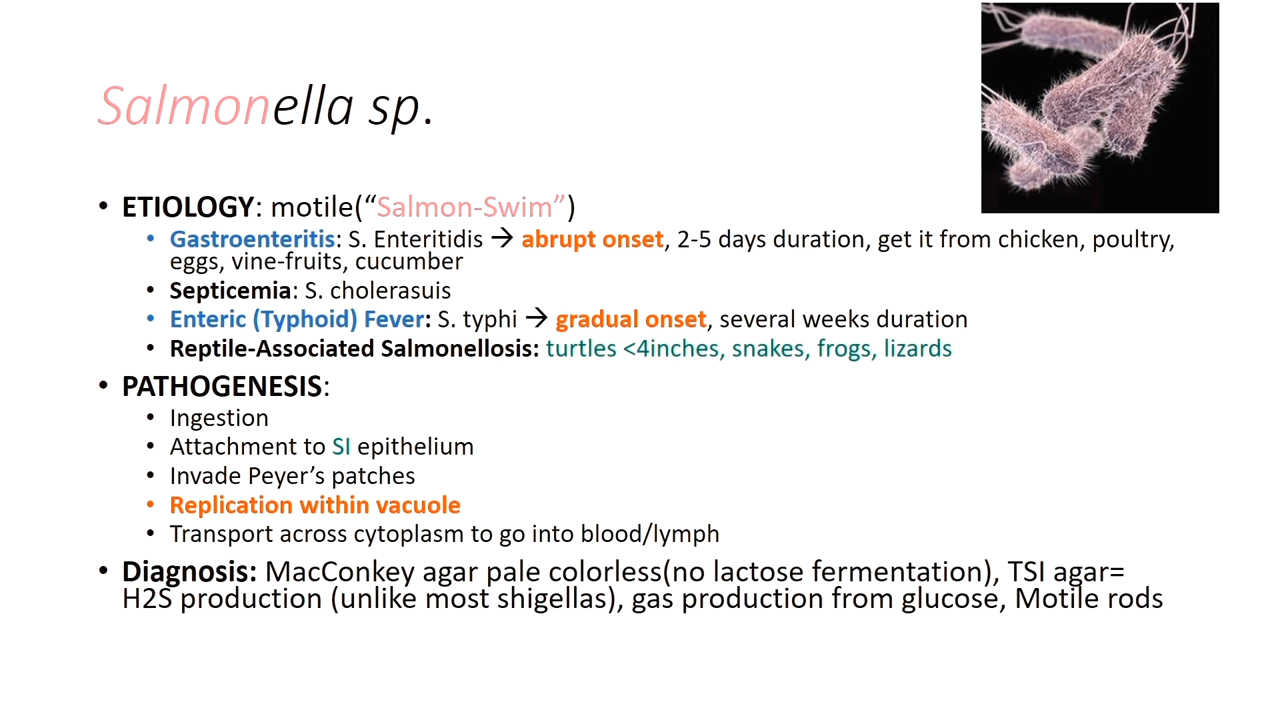 Salmonella sp.
• ETIOLOGY: motile(“Salmon-Swim”)
• Gastroenteritis: S. Enteritidis → abrupt onset, 2-5 days duration, get it from chicken, poultry,
eggs, vine-fruits, cucumber
• Septicemia: S. cholerasuis
• Enteric (Typhoid) Fever: S. typhi → gradual onset, several weeks duration
• Reptile-Associated Salmonellosis: turtles <4inches, snakes, frogs, lizards
• PATHOGENESIS:
• Ingestion
• Attachment to SI epithelium
• Invade Peyer’s patches
• Replication within vacuole
• Transport across cytoplasm to go into blood/lymph
• Diagnosis: MacConkey agar pale colorless(no lactose fermentation), TSI agar=
H2S production (unlike most shigellas), gas production from glucose, Motile rods